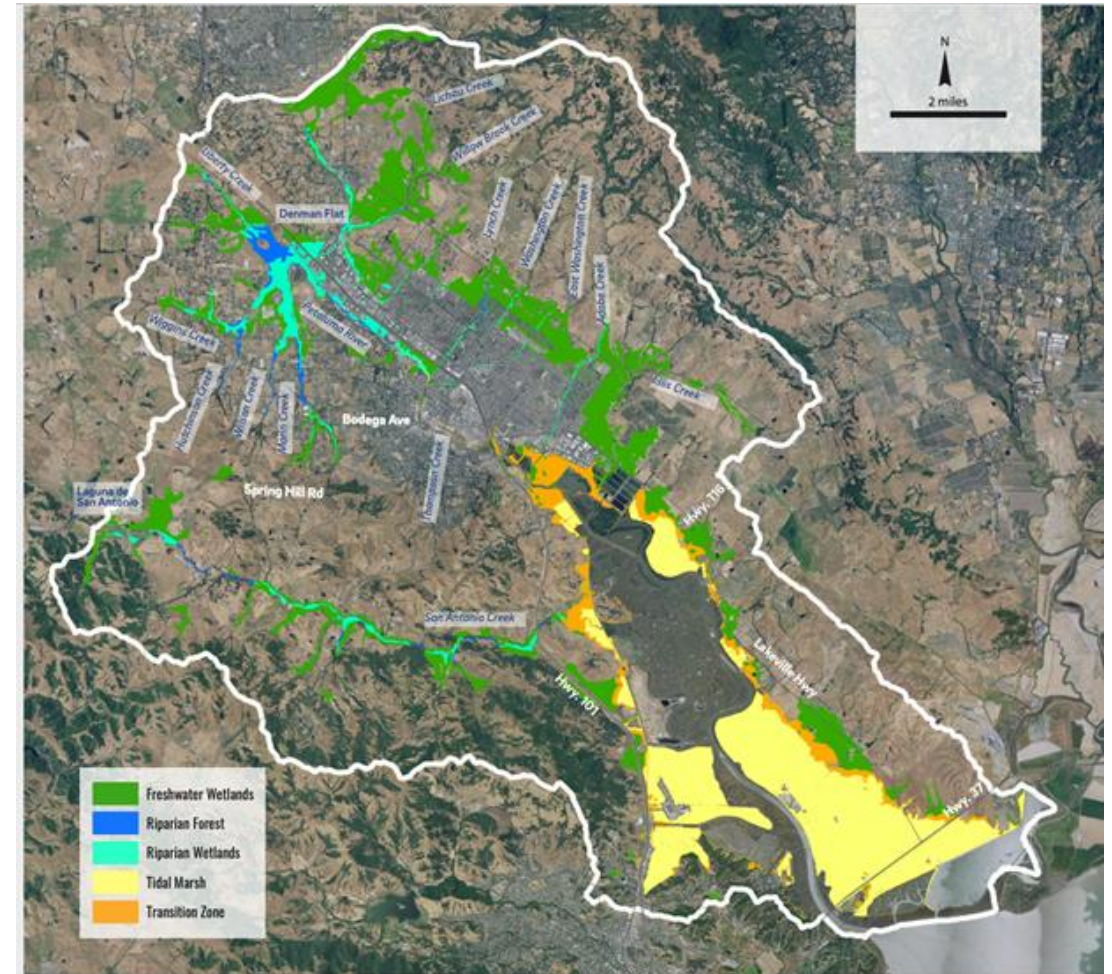 N
2 miles
Lichau Creek
Willow Brook Creek
Liberty Creek
Denman Flat
Lynch Creek
Washington Creek
East Washington Creek
Adobe Creek
Petaluma River
Wiggins Creek
Ellis Creek
Hutchinson Creek
Wilson Creek
Marin Creek
Bodega Ave
Thompson Creek
Spring Hill Rd
Laguna de
San Antonio
Hwy. 116
San Antonio Creek
Hwy. 101
Lakeville Hwy
Hwy. 37
Freshwater Wetlands
Riparian Forest
Riparian Wetlands
Tidal Marsh
Transition Zone